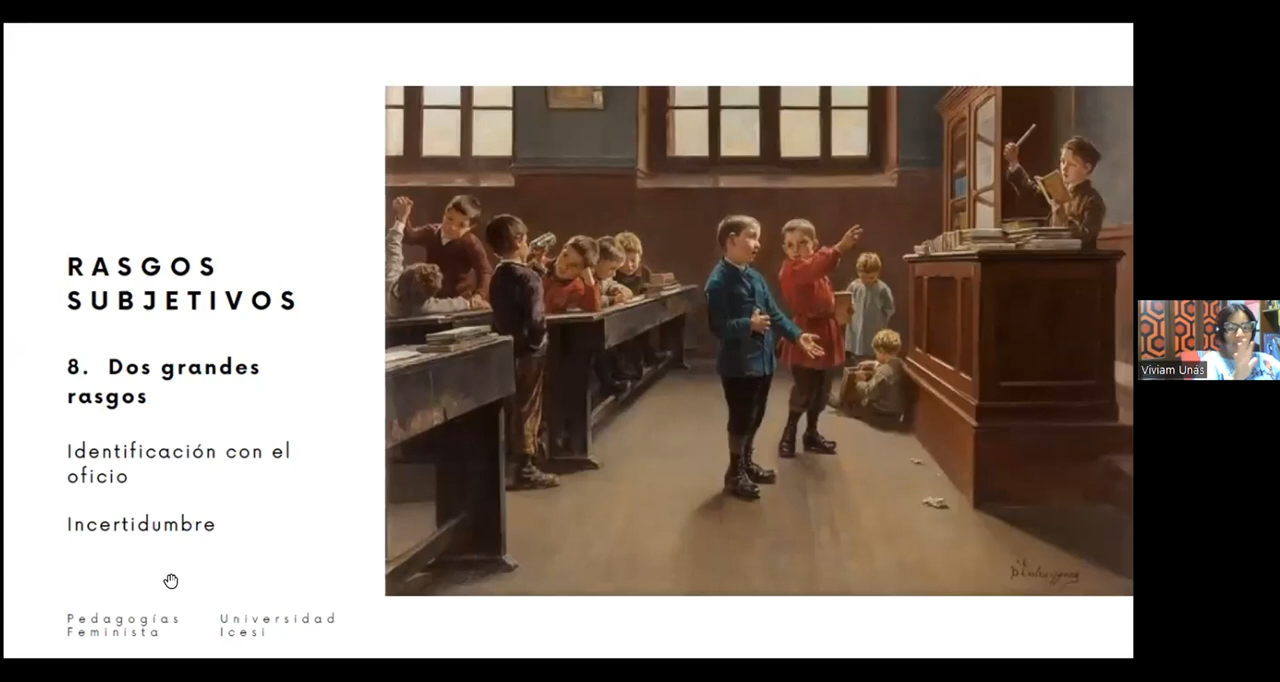 RASGOS
SUBJETIVOS
8. Dos grandes
rasgos
Identificación con el
oficio
Incertidumbre
Pedagogías
Feminista
Universidad
Icesi
Viviam Unás